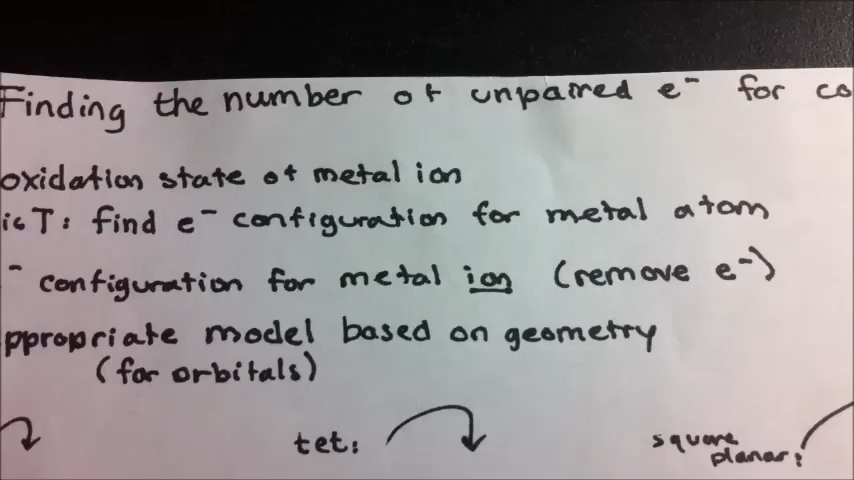 Finding the number of unpaired e⁻ for co
oxidation state of metal ion
ic T: find e⁻ configuration for metal atom
⁻ configuration for metal ion (remove e⁻)
ppropriate model based on geometry
(for orbitals)
tet:
square
planar: